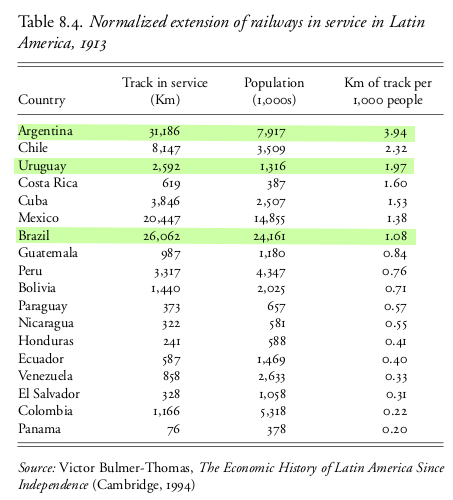 Table 8.4. Normalized extension of railways in service in Latin
America, 1913
Track in service Population Km of track per
Country (Km) (1,000s) 1,000 people
Argentina 31,186 7,917 3.94
Chile 8,147 3,509 2.32
Uruguay 2,592 1,316 1.97
Costa Rica 619 387 1.60
Cuba 3,846 2,507 1.53
Mexico 20,447 14,855 1.38
Brazil 26,062 24,161 1.08
Guatemala 987 1,180 0.84
Peru 3,317 4,347 0.76
Bolivia 1,440 2,025 0.71
Paraguay 373 657 0.57
Nicaragua 322 581 0.55
Honduras 241 588 0.41
Ecuador 587 1,469 0.40
Venezuela 858 2,633 0.33
El Salvador 328 1,058 0.31
Colombia 1,166 5,318 0.22
Panama 76 378 0.20
Source: Victor Bulmer-Thomas, The Economic History of Latin America Since
Independence (Cambridge, 1994)